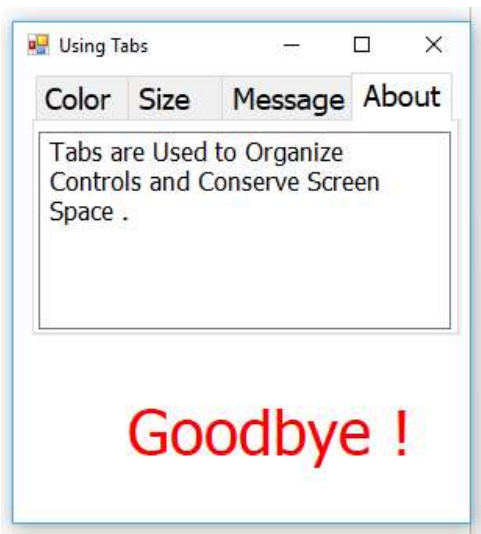 Using Tabs
Color Size Message About
Tabs are Used to Organize
Controls and Conserve Screen
Space .
Goodbye !